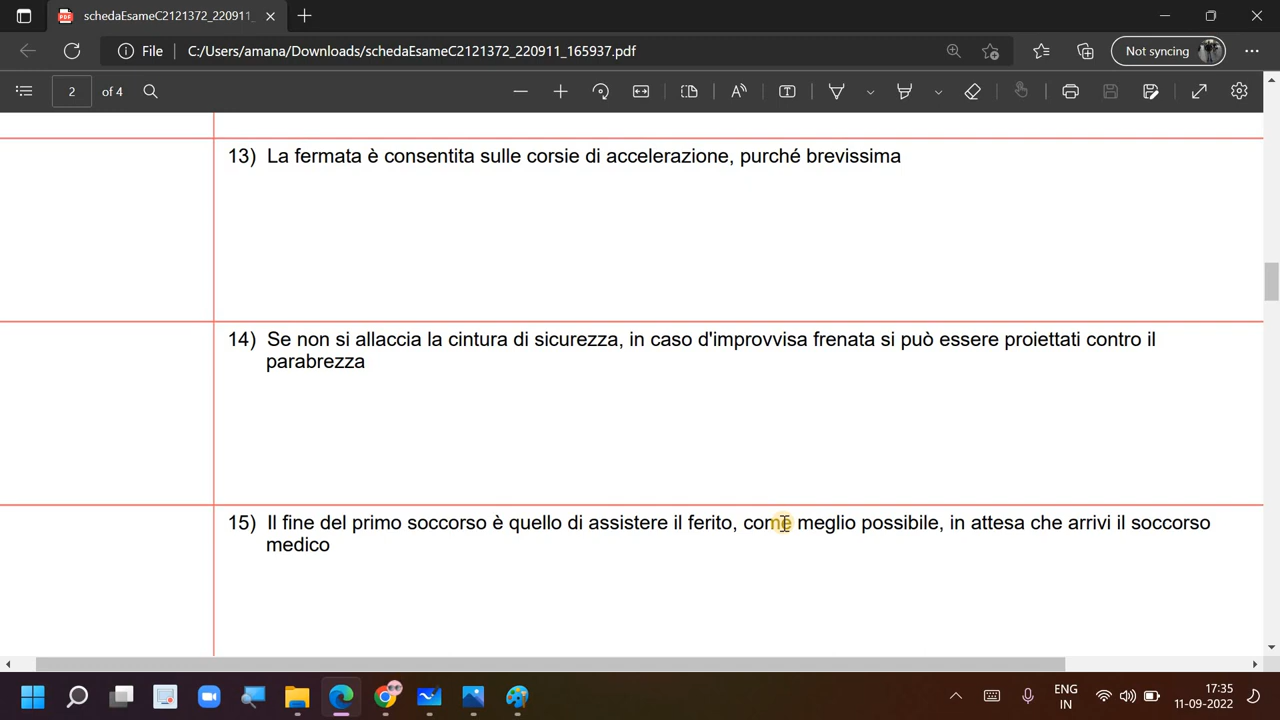 schedaEsameC2121372_220911_
File
C:/Users/amana/Downloads/schedaEsameC2121372_220911_165937.pdf
Not syncing
2 of 4
13) La fermata è consentita sulle corsie di accelerazione, purché brevissima
14) Se non si allaccia la cintura di sicurezza, in caso d'improvvisa frenata si può essere proiettati contro il
parabrezza
15) Il fine del primo soccorso è quello di assistere il ferito, come meglio possibile, in attesa che arrivi il soccorso
medico
ENG
IN
17:35
11-09-2022